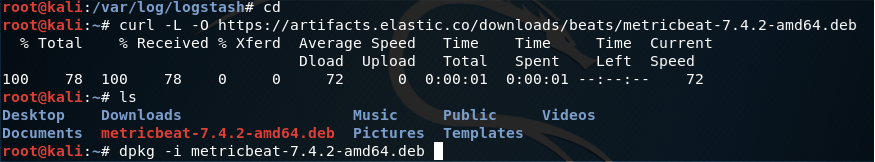 root@kali:/var/log/logstash# cd
root@kali:~# curl -L -O https://artifacts.elastic.co/downloads/beats/metricbeat-7.4.2-amd64.deb
  % Total    % Received % Xferd  Average Speed   Time    Time     Time  Current
                                 Dload  Upload   Total   Spent    Left  Speed
100    78  100    78    0     0     72      0  0:00:01  0:00:01 --:--:--    72
root@kali:~# ls
Desktop    Downloads                     Music     Public     Videos
Documents  metricbeat-7.4.2-amd64.deb  Pictures  Templates
root@kali:~# dpkg -i metricbeat-7.4.2-amd64.deb